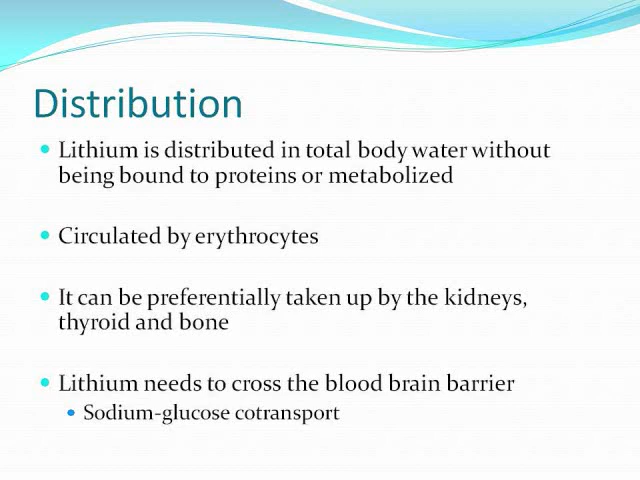 Distribution
Lithium is distributed in total body water without
being bound to proteins or metabolized
Circulated by erythrocytes
It can be preferentially taken up by the kidneys,
thyroid and bone
Lithium needs to cross the blood brain barrier
Sodium-glucose cotransport